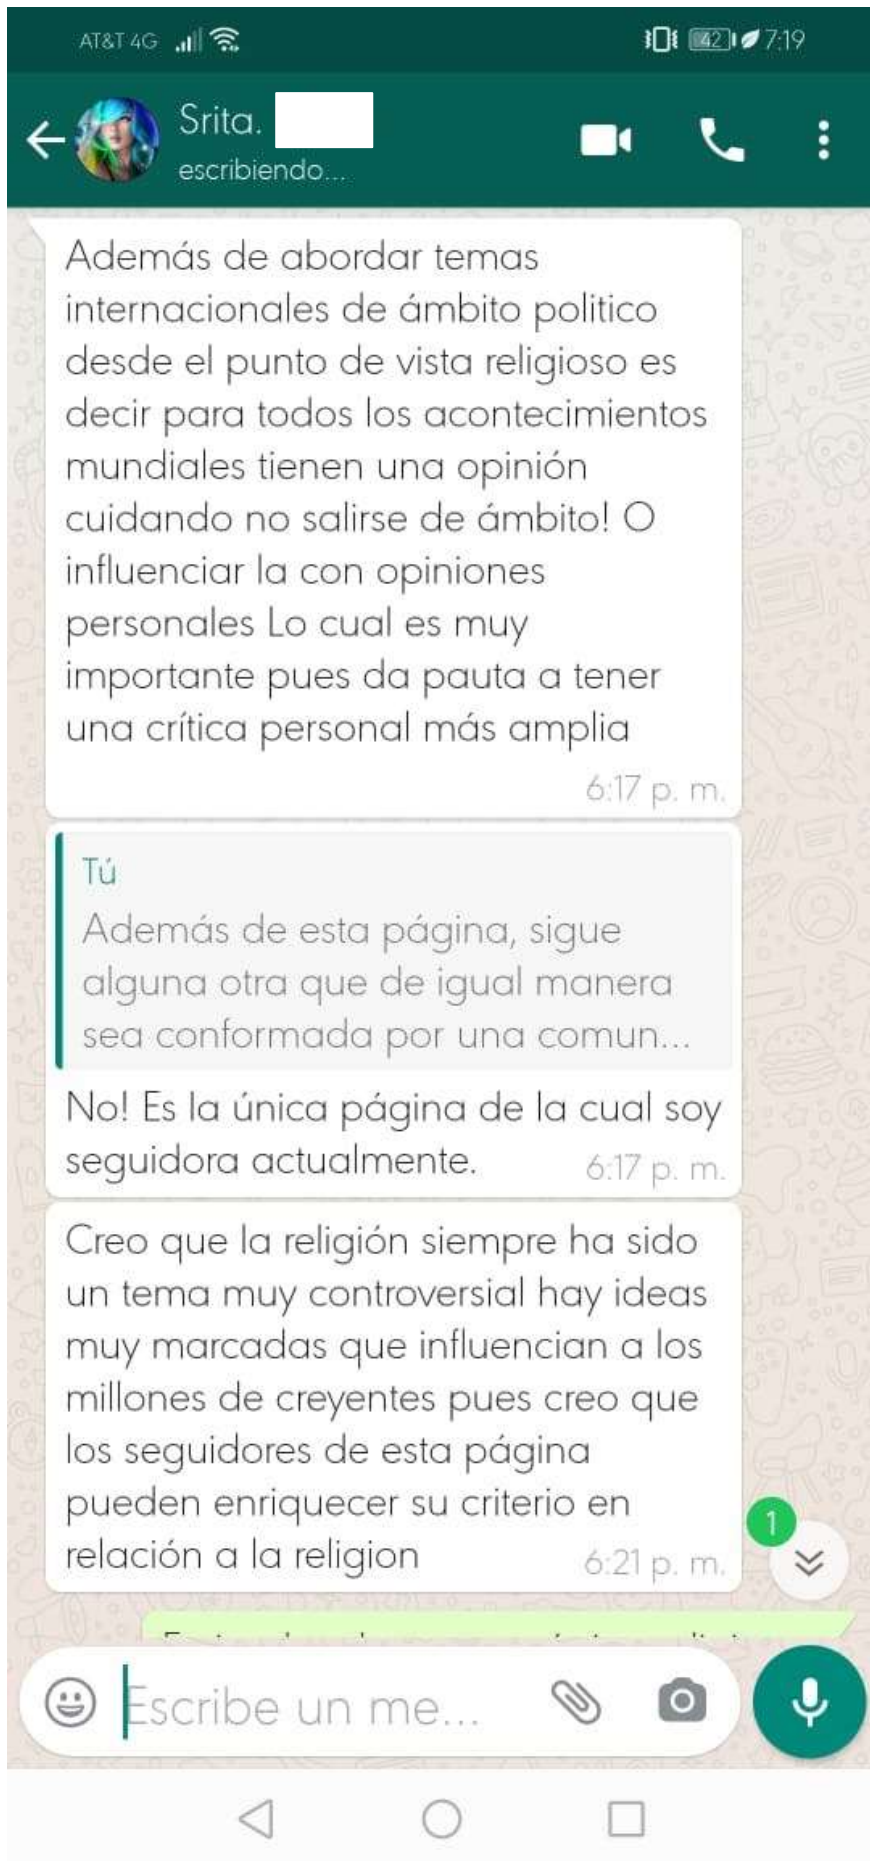 AT&T 4G 42 7:19
Srita.
escribiendo...
Además de abordar temas
internacionales de ámbito politico
desde el punto de vista religioso es
decir para todos los acontecimientos
mundiales tienen una opinión
cuidando no salirse de ámbito! O
influenciar la con opiniones
personales Lo cual es muy
importante pues da pauta a tener
una crítica personal más amplia
6:17 p. m.
Tú
Además de esta página, sigue
alguna otra que de igual manera
sea conformada por una comun...
No! Es la única página de la cual soy
seguidora actualmente. 6:17 p. m.
Creo que la religión siempre ha sido
un tema muy controversial hay ideas
muy marcadas que influencian a los
millones de creyentes pues creo que
los seguidores de esta página
pueden enriquecer su criterio en
relación a la religion 6:21 p. m.
1
Escribe un me...